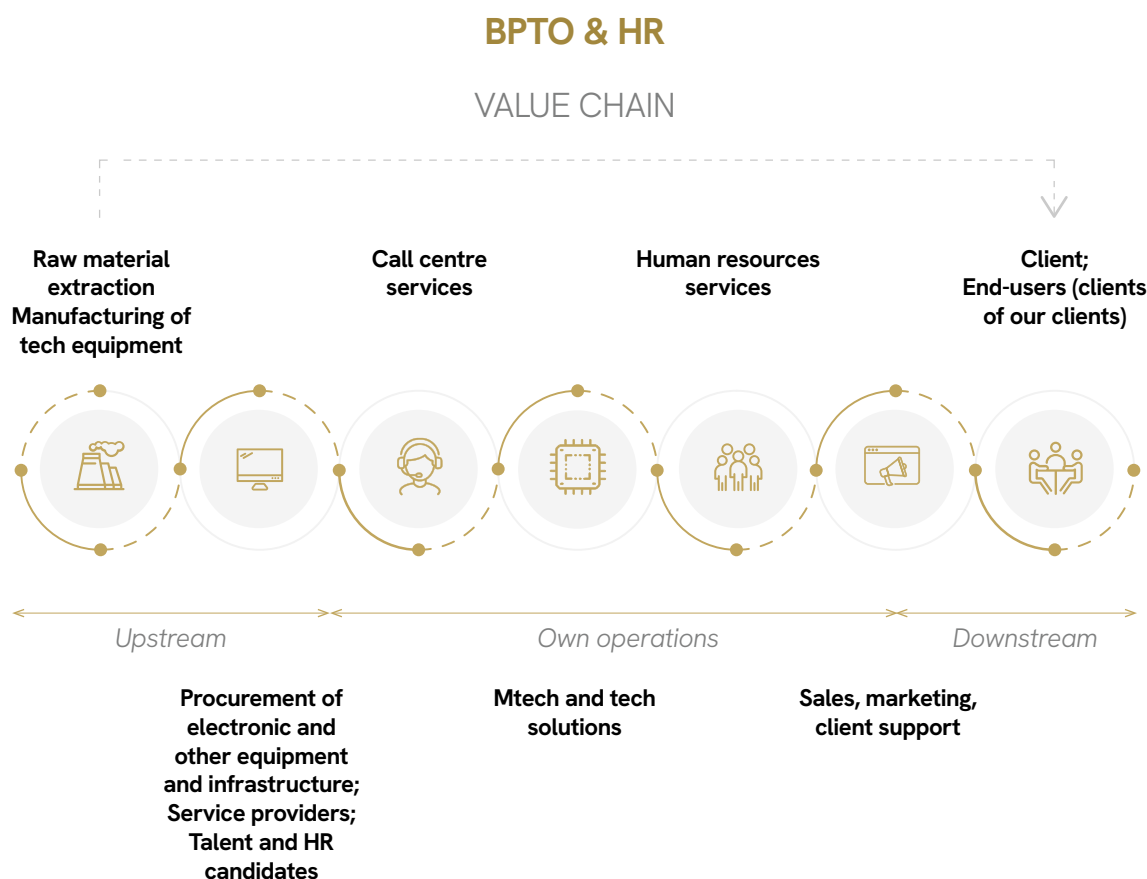 BPTO & HR
VALUE CHAIN
Raw material
extraction
Manufacturing of
tech equipment
Call centre
services
Human resources
services
Client;
End-users (clients
of our clients)
Upstream
Own operations
Downstream
Procurement of
electronic and
other equipment
and infrastructure;
Service providers;
Talent and HR
candidates
Mtech and tech
solutions
Sales, marketing,
client support